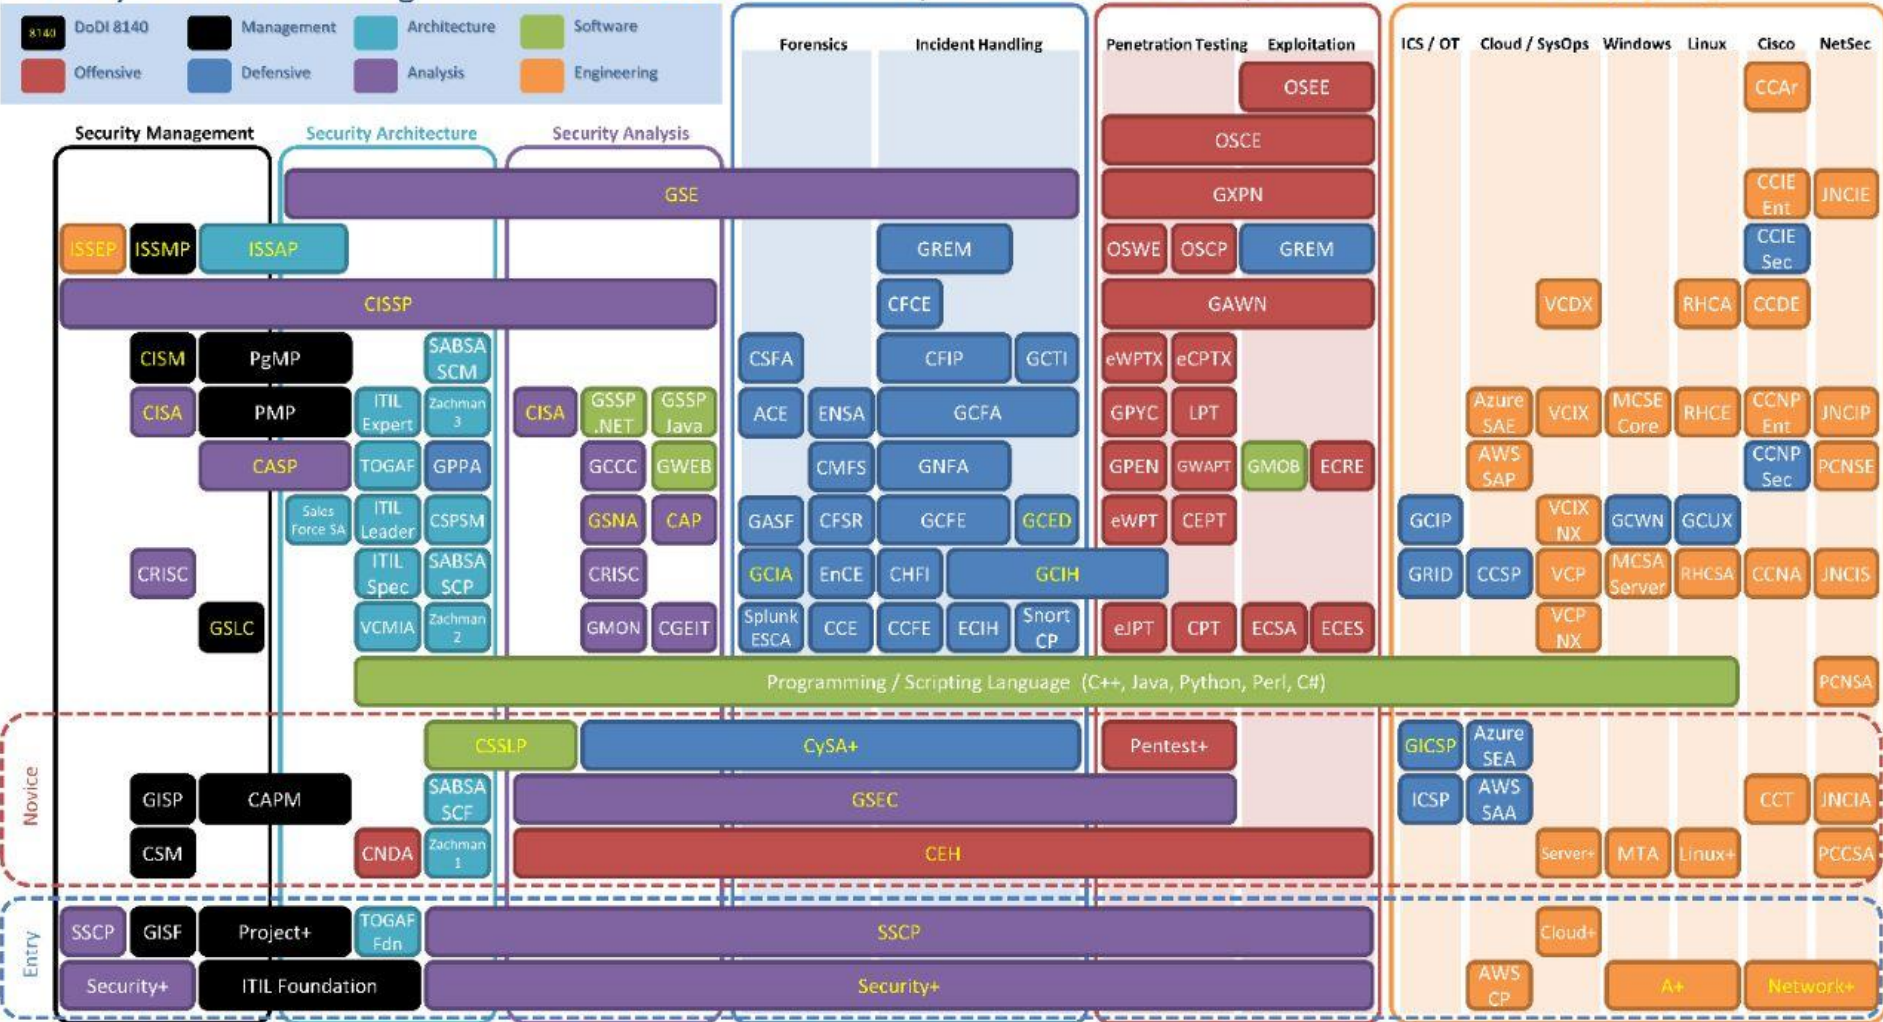 8140 DoDI 8140 Management Architecture Software
Offensive Defensive Analysis Engineering
Forensics Incident Handling Penetration Testing Exploitation ICS / OT Cloud / SysOps Windows Linux Cisco NetSec
OSEE CCAr
Security Management Security Architecture Security Analysis
OSCE
GSE GXPN CCIE Ent JNCIE
ISSEP ISSMP ISSAP GREM OSWE OSCP GREM CCIE Sec
CISSP CFCE GAWN VCDX RHCA CCDE
CISM PgMP SABSA SCM CSFA CFIP GCTI eWPTX eCPTX
CISA PMP ITIL Expert Zachman 3 CISA GSSP .NET GSSP Java ACE ENSA GCFA GPYC LPT Azure SAE VCIX MCSE Core RHCE CCNP Ent JNCIP
CASP TOGAF GPPA GCCC GWEB CMFS GNFA GPEN GWAPT GMOB ECRE AWS SAP CCNP Sec PCNSE
Sales Force SA ITIL Leader CSPSM GSNA CAP GASF CFSR GCFE GCED eWPT CEPT GCIP VCIX NX GCWN GCUX
CRISC ITIL Spec SABSA SCP CRISC GCIA EnCE CHFI GCIH GRID CCSP VCP MCSA Server RHCSA CCNA JNCIS
GSLC VCMIA Zachman 2 GMON CGEIT Splunk ESCA CCE CCFE ECIH Snort CP eJPT CPT ECSA ECES VCP NX
Programming / Scripting Language (C++, Java, Python, Perl, C#) PCNSA
Novice
CSSLP CySA+ Pentest+ GICSP Azure SEA
GISP CAPM SABSA SCF GSEC ICSP AWS SAA CCT JNCIA
CSM CNDA Zachman 1 CEH Server+ MTA Linux+ PCCSA
Entry
SSCP GISF Project+ TOGAF Fdn SSCP Cloud+
Security+ ITIL Foundation Security+ AWS CP A+ Network+